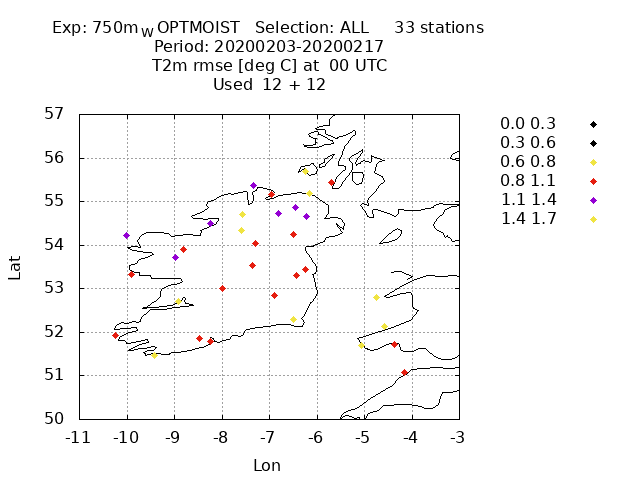 Exp: 750m_W OPTMOIST   Selection: ALL     33 stations
Period: 20200203-20200217
T2m rmse [deg C] at  00 UTC
Used  12 + 12
57
56
55
54
53
52
51
50
-11 -10 -9 -8 -7 -6 -5 -4 -3
Lat
Lon
0.0 0.3
0.3 0.6
0.6 0.8
0.8 1.1
1.1 1.4
1.4 1.7